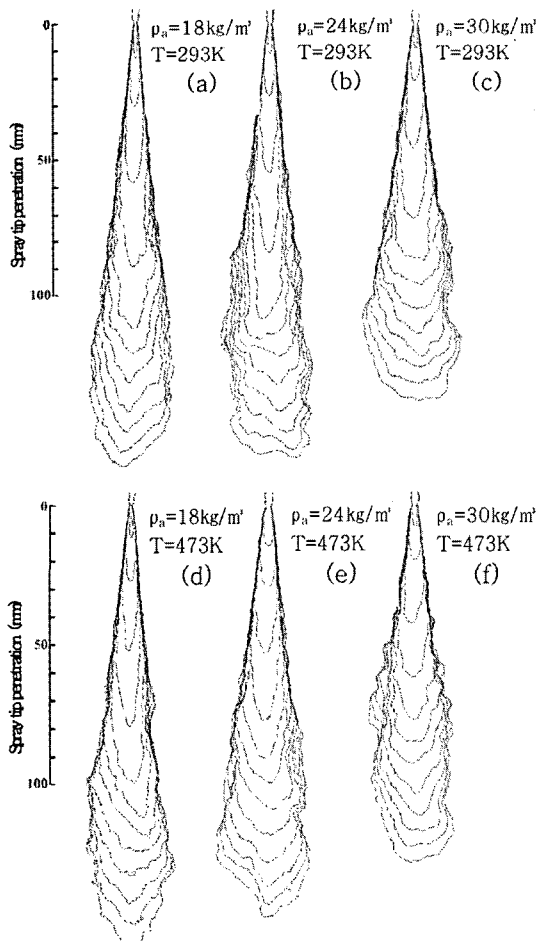 0
50
100
Spray tip penetration (mm)
ρₐ=18kg/m³
T=293K
(a)
ρₐ=24kg/m³
T=293K
(b)
ρₐ=30kg/m³
T=293K
(c)
0
50
100
Spray tip penetration (mm)
ρₐ=18kg/m³
T=473K
(d)
ρₐ=24kg/m³
T=473K
(e)
ρₐ=30kg/m³
T=473K
(f)